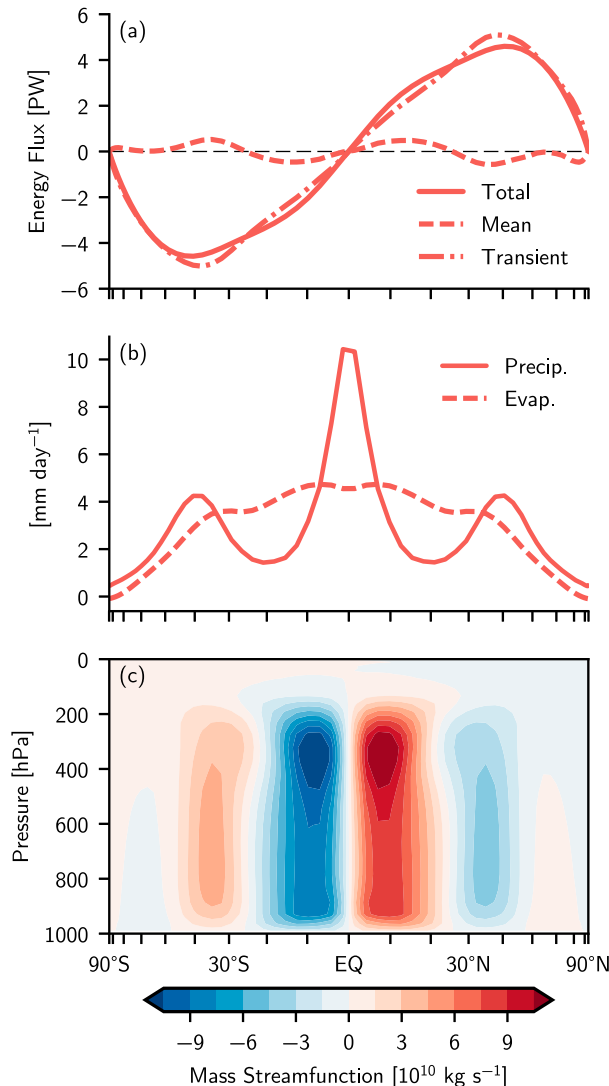 (a)
Energy Flux [PW]
6
4
2
0
−2
−4
−6
Total
Mean
Transient
(b)
[mm day⁻¹]
10
8
6
4
2
0
Precip.
Evap.
(c)
Pressure [hPa]
0
200
400
600
800
1000
90°S 30°S EQ 30°N 90°N
−9 −6 −3 0 3 6 9
Mass Streamfunction [10¹⁰ kg s⁻¹]